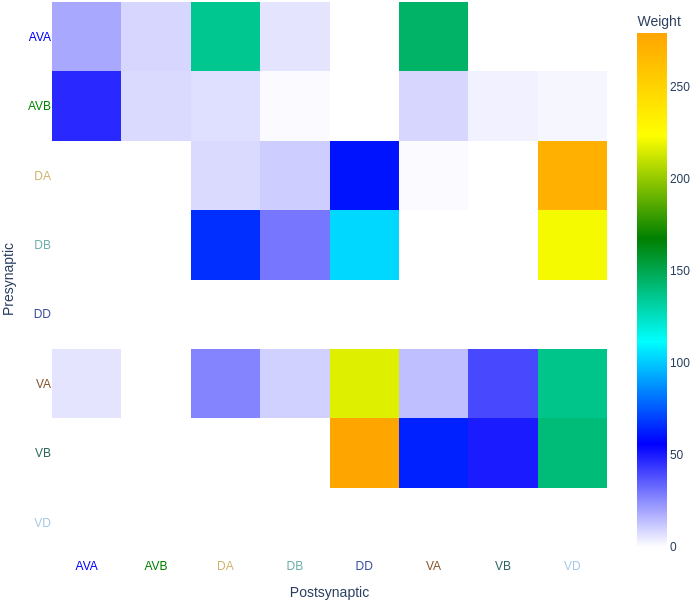 Weight
AVA
AVB
DA
DB
DD
VA
VB
VD
Presynaptic
250
200
150
100
50
0
AVA AVB DA DB DD VA VB VD
Postsynaptic